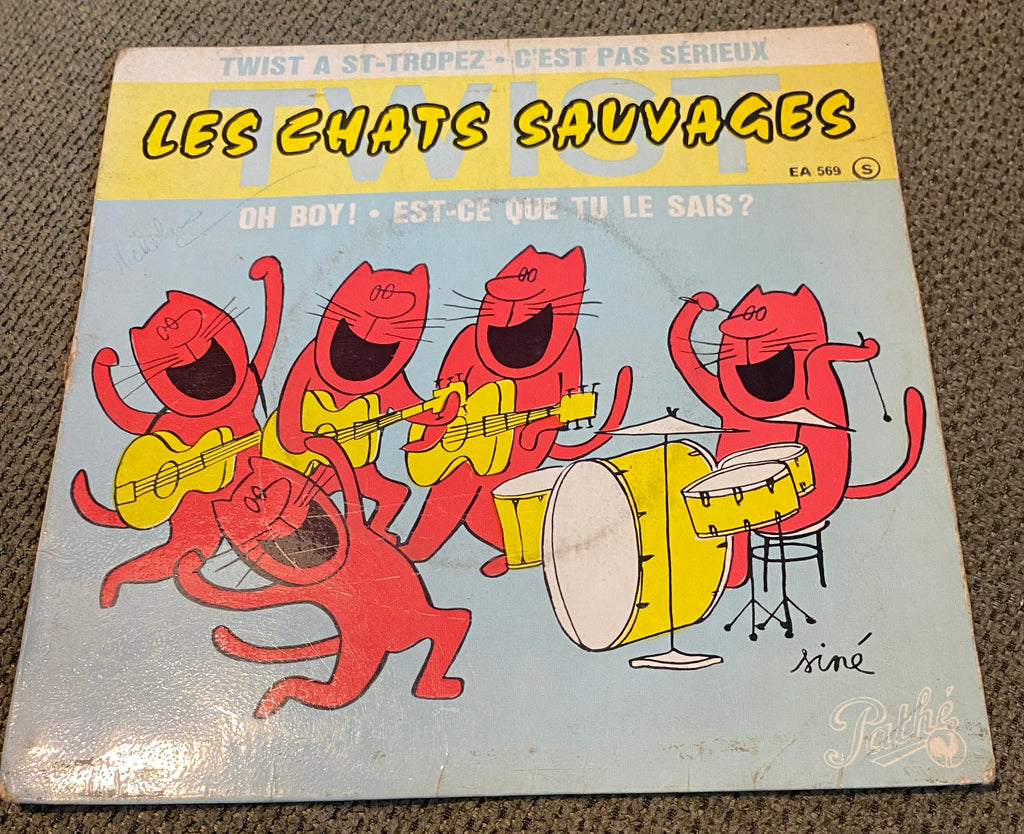 TWIST A ST-TROPEZ • C'EST PAS SÉRIEUX
TWIST
LES CHATS SAUVAGES
EA 569 S
OH BOY! • EST-CE QUE TU LE SAIS?
siné
Pathé